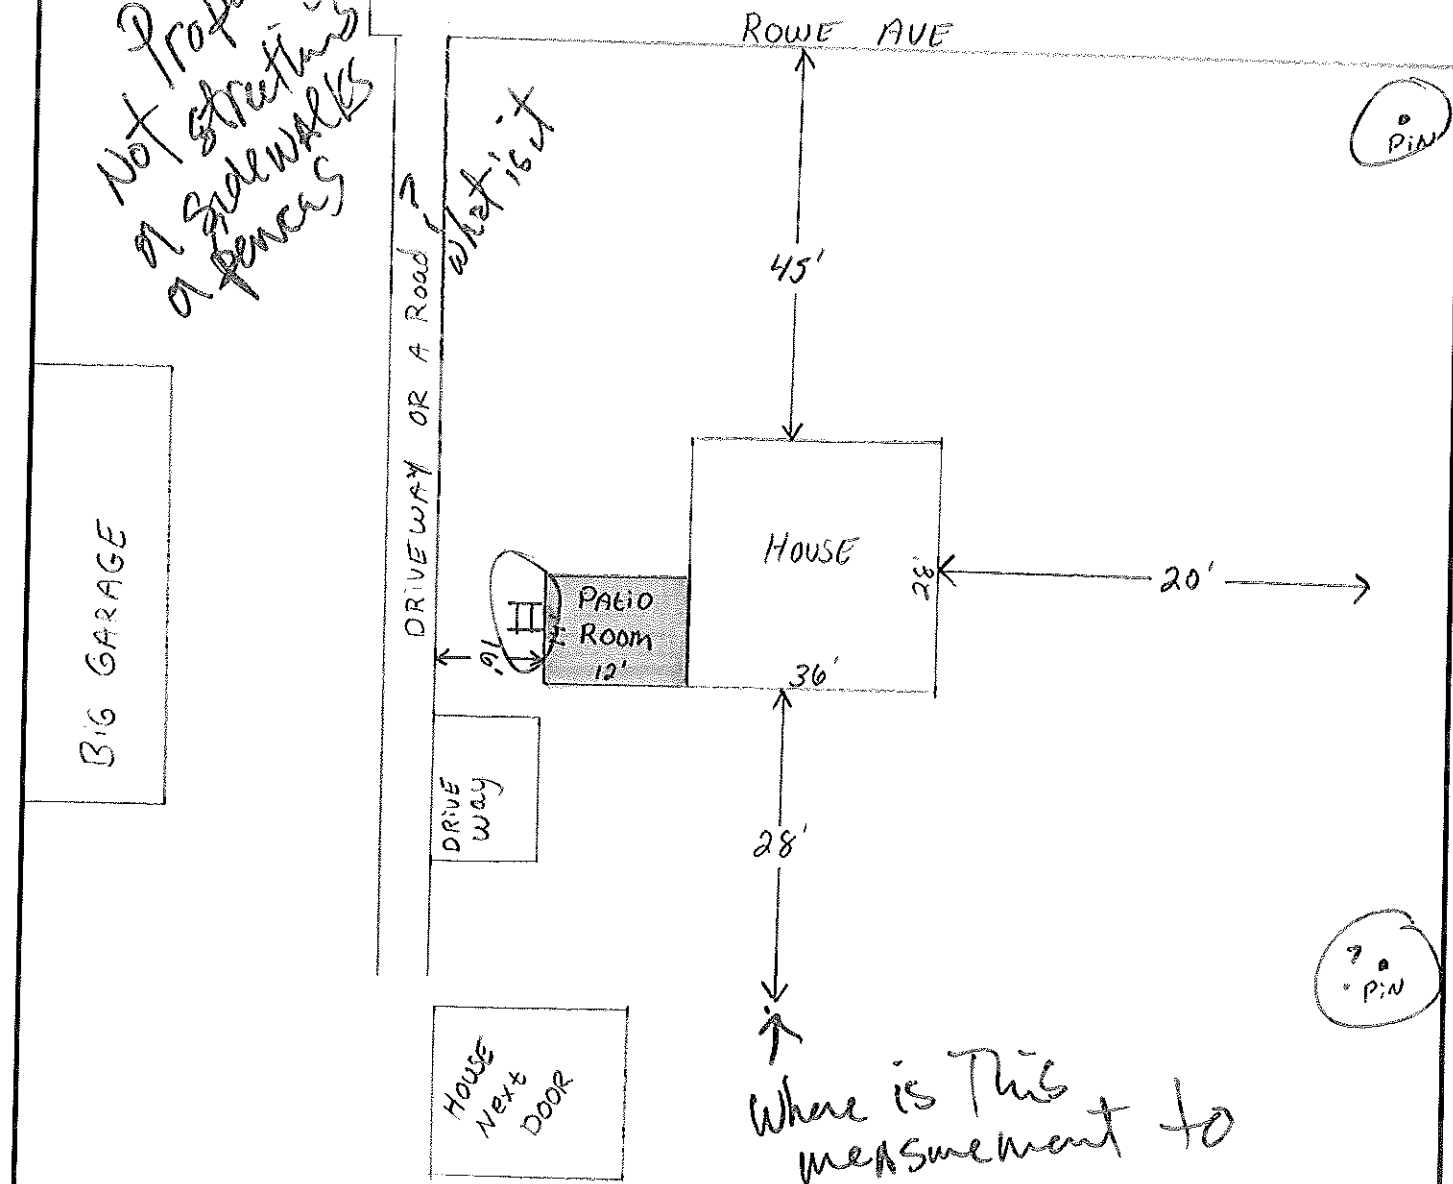 ROWE AVE
Not
or sidewalks
or fences
DRIVEWAY OR A ROAD ?
what is it
PIN
45'
BIG GARAGE
HOUSE
28'
20'
PATIO
ROOM
12'
16'
36'
DRIVE
WAY
28'
?
PIN
HOUSE
NEXT
DOOR
Where is This
measurement to